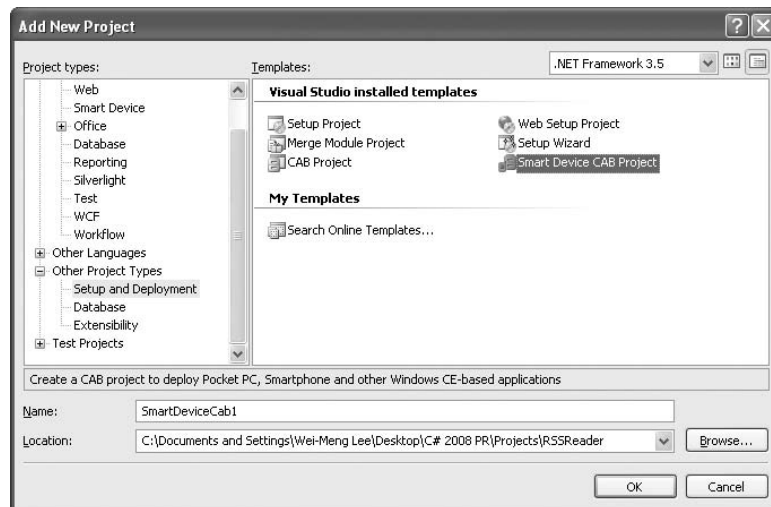 Add New Project
Project types:
Templates:
.NET Framework 3.5
Web
Smart Device
Office
Database
Reporting
Silverlight
Test
WCF
Workflow
Other Languages
Other Project Types
Setup and Deployment
Database
Extensibility
Test Projects
Visual Studio installed templates
Setup Project
Web Setup Project
Merge Module Project
Setup Wizard
CAB Project
Smart Device CAB Project
My Templates
Search Online Templates...
Create a CAB project to deploy Pocket PC, Smartphone and other Windows CE-based applications
Name:
SmartDeviceCab1
Location:
C:\Documents and Settings\Wei-Meng Lee\Desktop\C# 2008 PR\Projects\RSSReader
Browse...
OK
Cancel